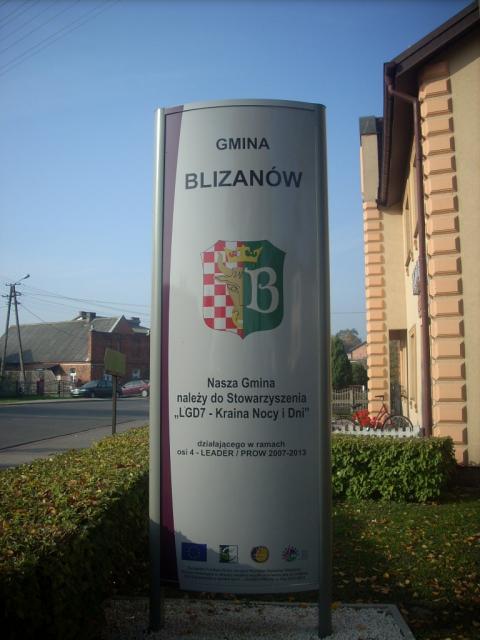 GMINA
BLIZANÓW
B
Nasza Gmina
należy do Stowarzyszenia
„LGD7 - Kraina Nocy i Dni"
działającego w ramach
osi 4 - LEADER / PROW 2007-2013